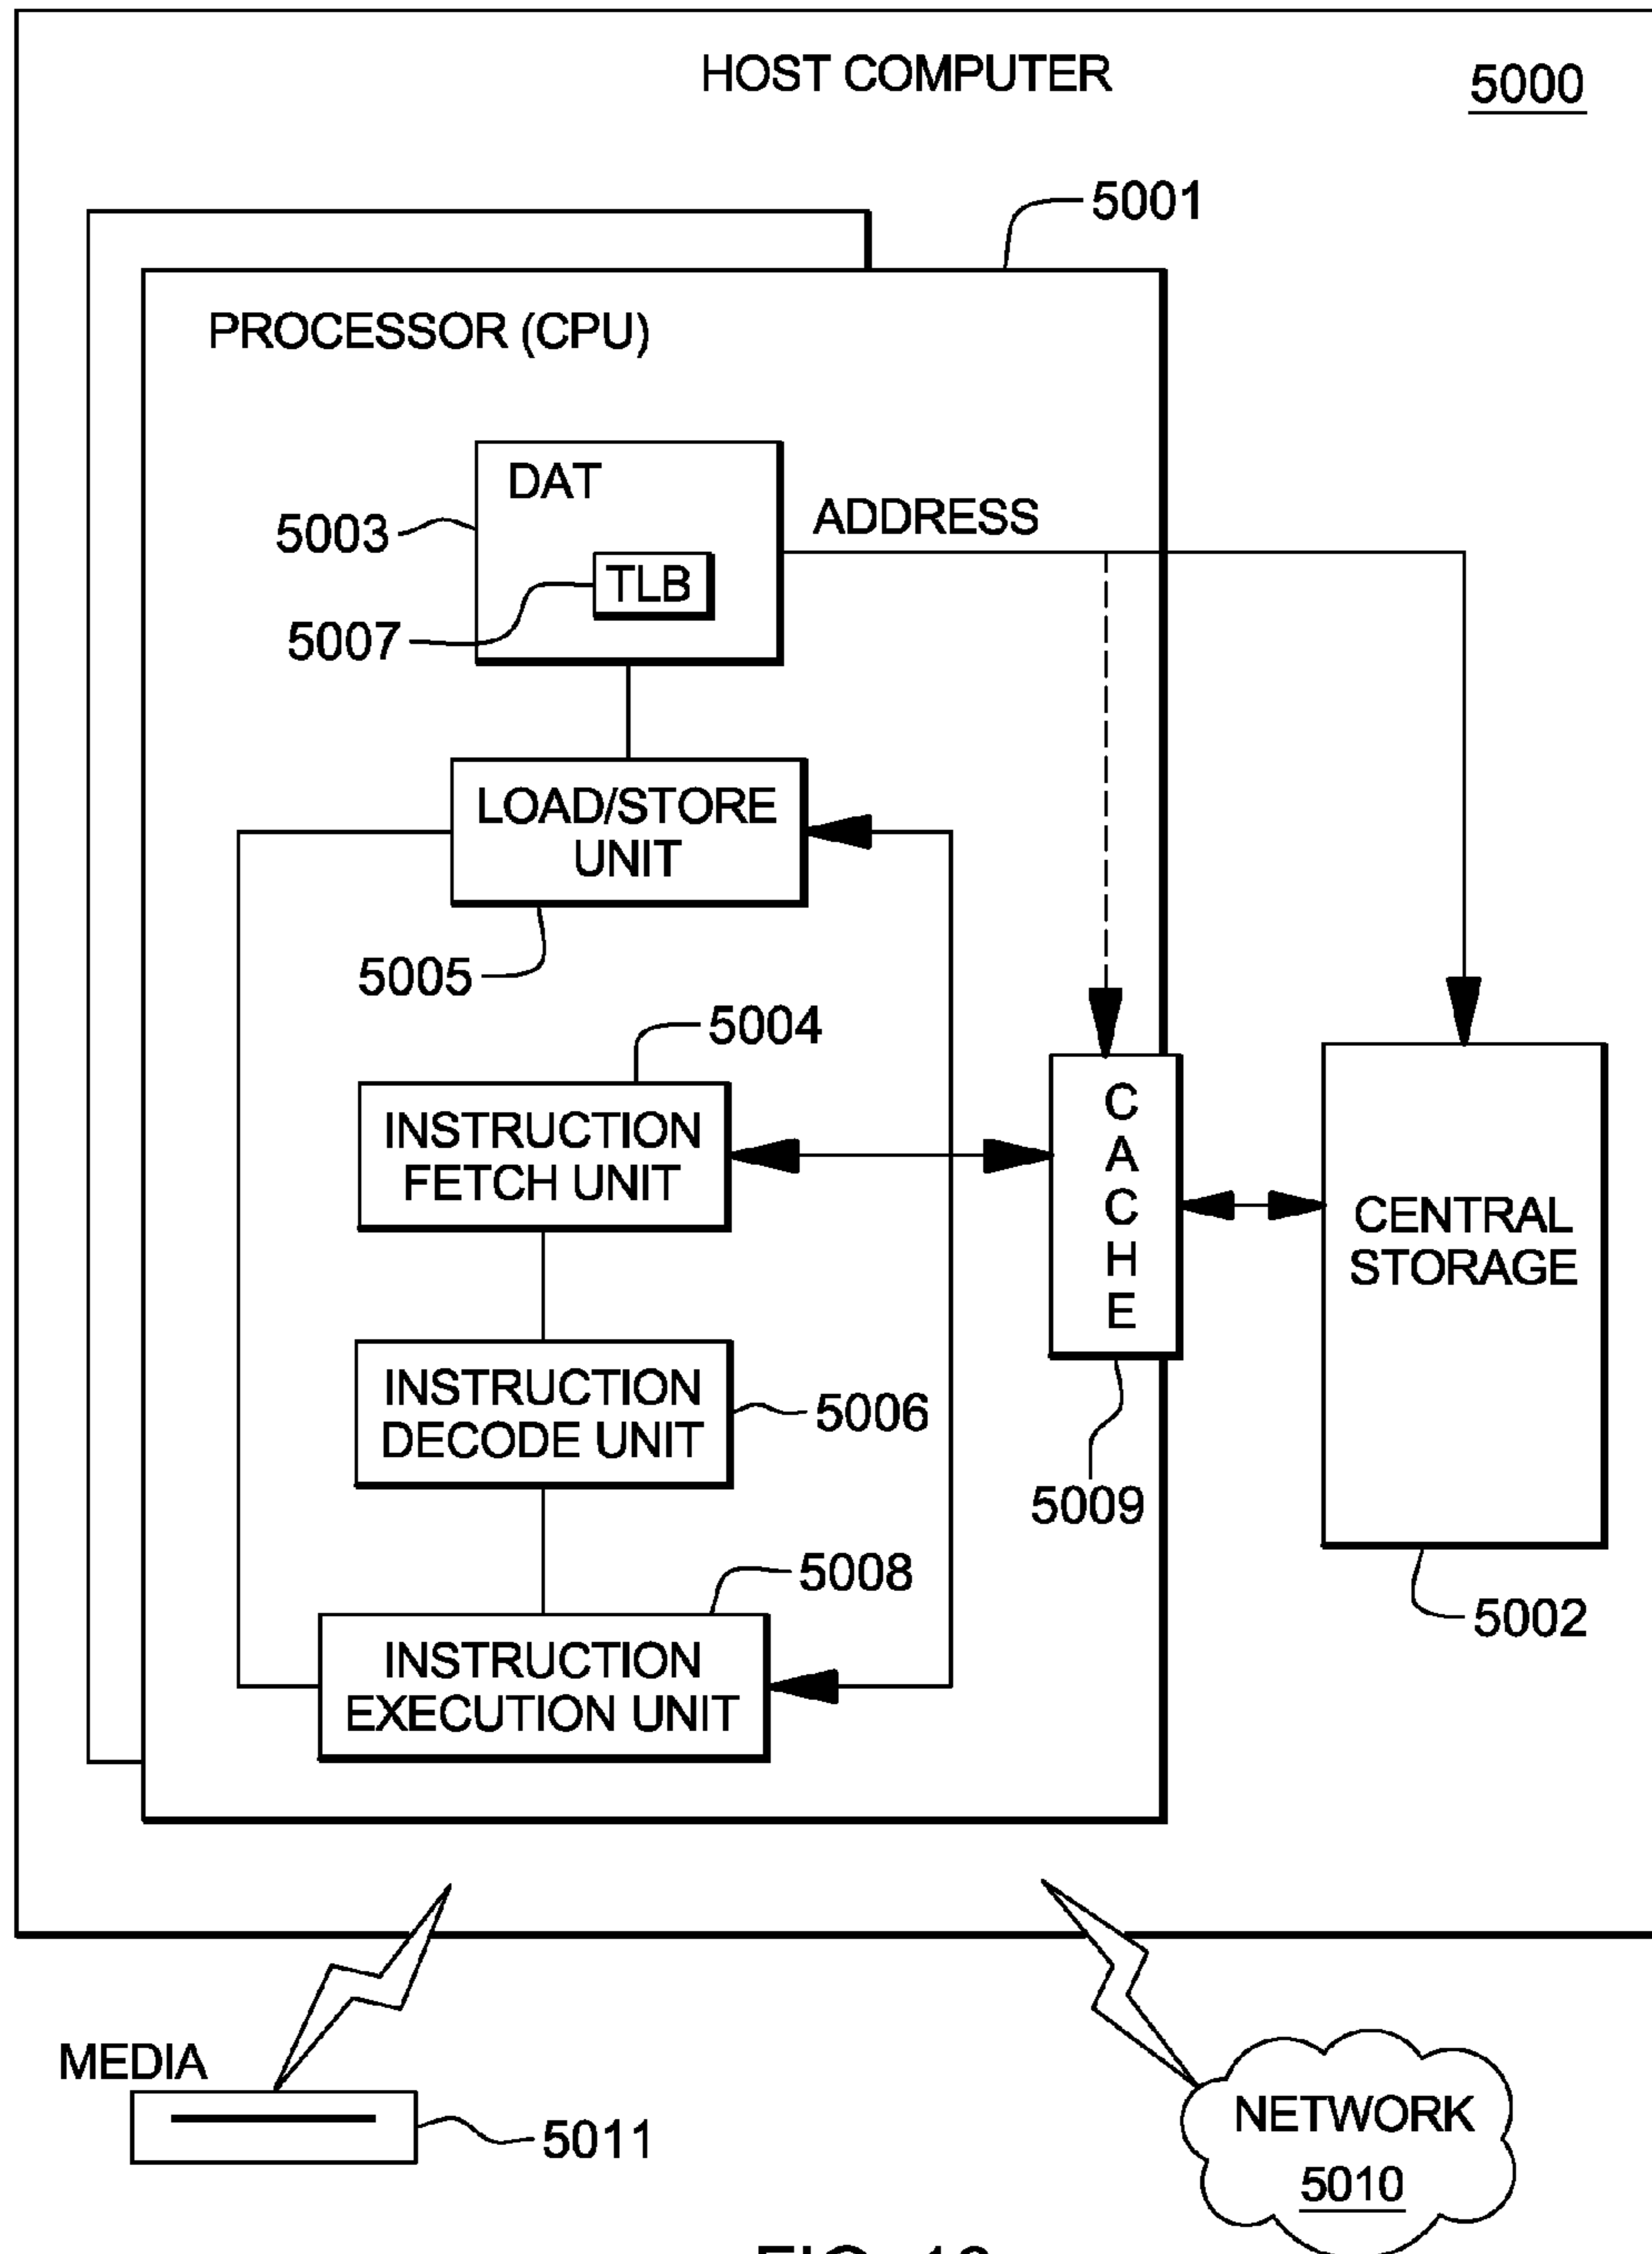 HOST COMPUTER
5000
5001
PROCESSOR (CPU)
DAT
ADDRESS
5003
TLB
5007
LOAD/STORE
UNIT
5005
5004
INSTRUCTION
FETCH UNIT
CACHE
CENTRAL
STORAGE
INSTRUCTION
DECODE UNIT
5006
5009
5008
5002
INSTRUCTION
EXECUTION UNIT
MEDIA
5011
NETWORK
5010